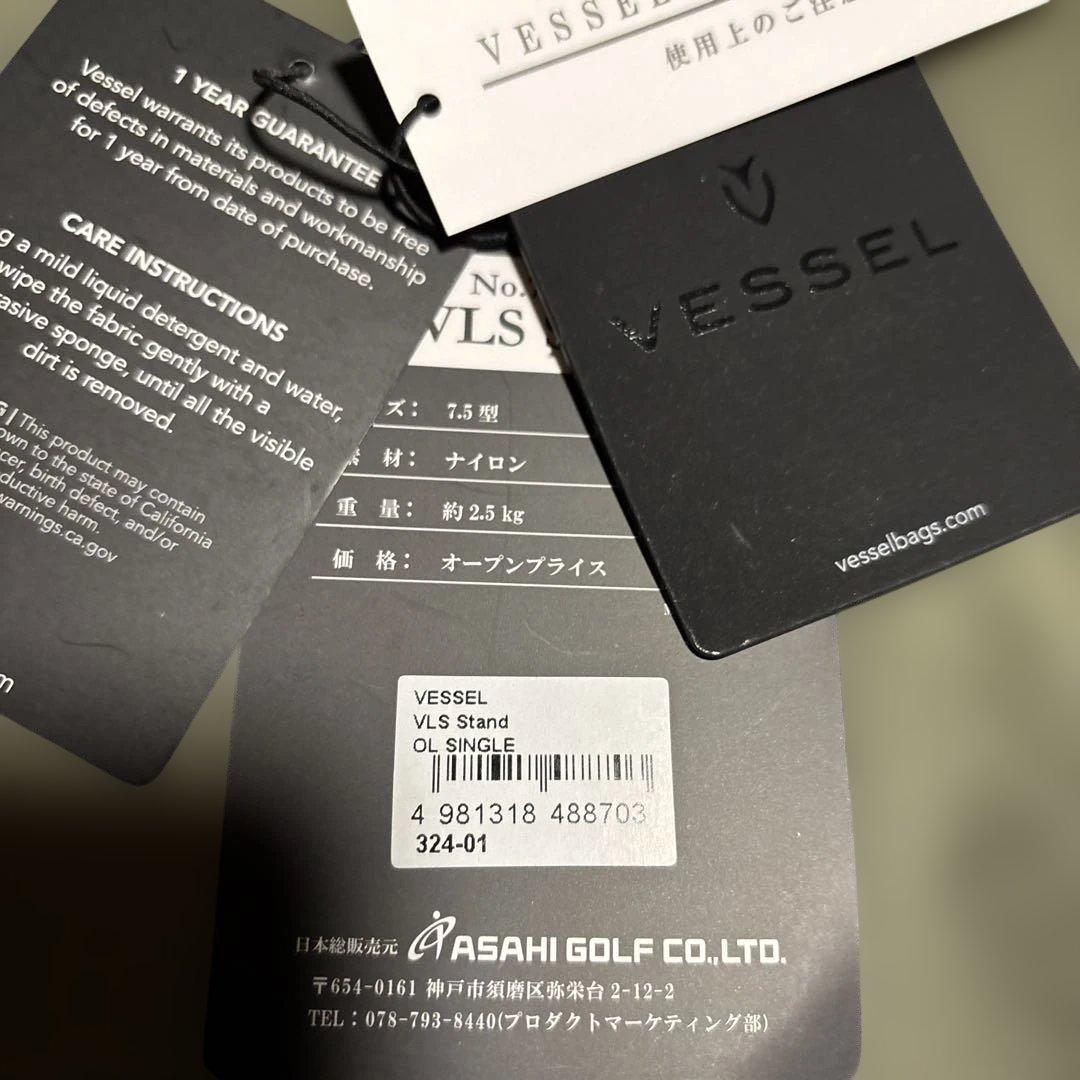 1 YEAR GUARANTEE
Vessel warrants its products to be free
of defects in materials and workmanship
for 1 year from date of purchase.
CARE INSTRUCTIONS
a mild liquid detergent and water,
wipe the fabric gently with a
sponge, until all the visible
dirt is removed.
| This product may contain
to the state of California
birth defect, and/or
harm.
warnings.ca.gov
VESSEL
使用上のご注
VESSEL
vesselbags.com
No.
VLS
ズ： 7.5型
素 材： ナイロン
重 量： 約2.5kg
価 格： オープンプライス
VESSEL
VLS Stand
OL SINGLE
4 981318 488703
324-01
日本総販売元 ASAHI GOLF CO.,LTD.
〒654-0161 神戸市須磨区弥栄台2-12-2
TEL：078-793-8440(プロダクトマーケティング部)